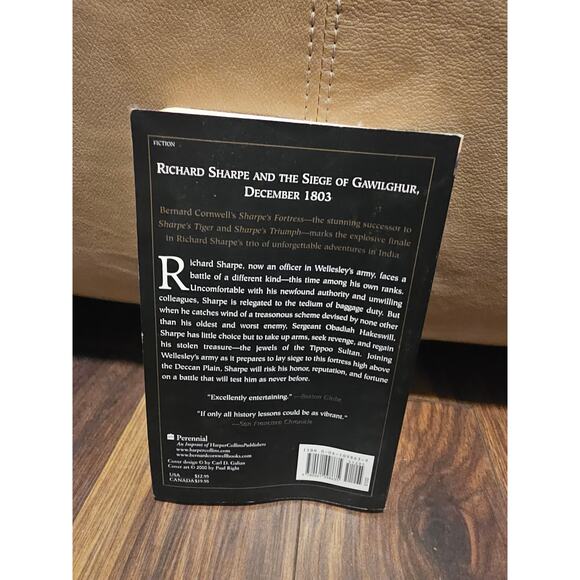 FICTION
RICHARD SHARPE AND THE SIEGE OF GAWILGHUR,
DECEMBER 1803
Bernard Cornwell's Sharpe's Fortress—the stunning successor to
Sharpe's Tiger and Sharpe's Triumph—marks the explosive finale
in Richard Sharpe's trio of unforgettable adventures in India
Richard Sharpe, now an officer in Wellesley's army, faces a
battle of a different kind—this time among his own ranks.
Uncomfortable with his newfound authority and unwilling
colleagues, Sharpe is relegated to the tedium of baggage duty. But
when he catches wind of a treasonous scheme devised by none other
than his oldest and worst enemy, Sergeant Obadiah Hakeswill,
Sharpe has little choice but to take up arms, seek revenge, and regain
his stolen treasure—the jewels of the Tippoo Sultan. Joining
Wellesley's army as it prepares to lay siege to this fortress high above
the Deccan Plain, Sharpe will risk his honor, reputation, and fortune
on a battle that will test him as never before.
"Excellently entertaining." —Boston Globe
"If only all history lessons could be as vibrant."
—San Francisco Chronicle
Perennial
An Imprint of HarperCollinsPublishers
www.harpercollins.com
www.bernardcornwellbooks.com
Cover design © by Carl D. Galian
Cover art © 2000 by Paul Right
USA $12.95
CANADA $19.95
ISBN